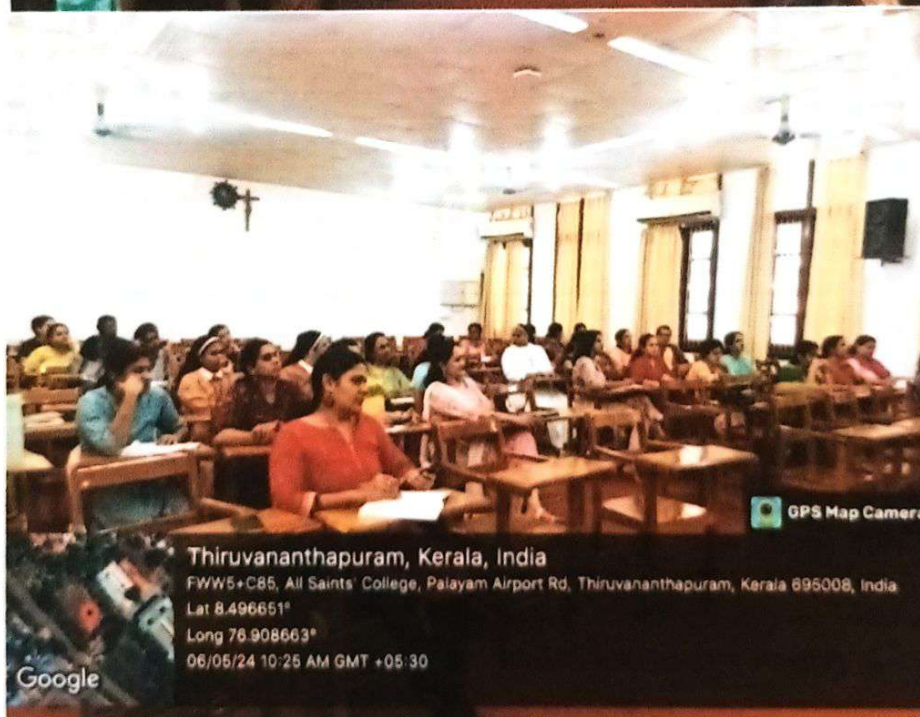 GPS Map Camera
Thiruvananthapuram, Kerala, India
FWW5+C85, All Saints' College, Palayam Airport Rd, Thiruvananthapuram, Kerala 695008, India
Lat 8.496651°
Long 76.908663°
06/05/24 10:25 AM GMT +05:30
Google